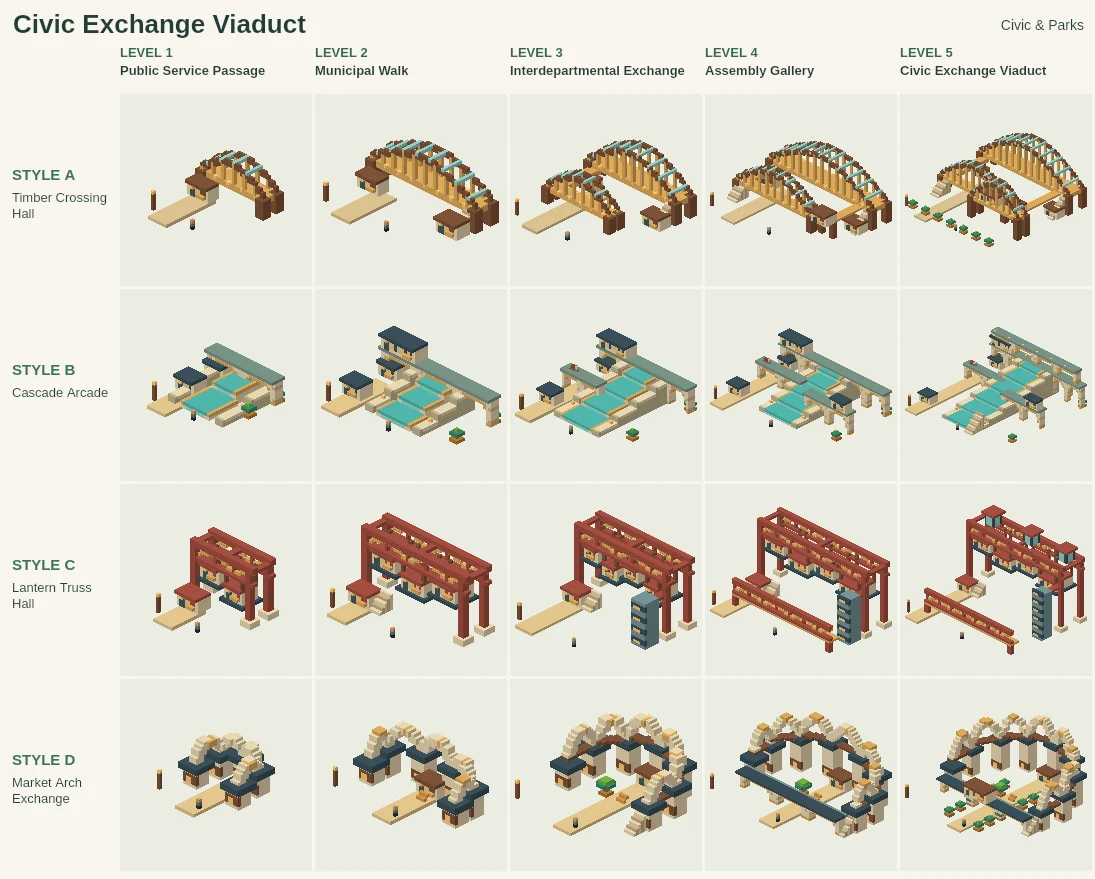 Civic Exchange Viaduct
Civic & Parks
LEVEL 1
Public Service Passage
LEVEL 2
Municipal Walk
LEVEL 3
Interdepartmental Exchange
LEVEL 4
Assembly Gallery
LEVEL 5
Civic Exchange Viaduct
STYLE A
Timber Crossing
Hall
STYLE B
Cascade Arcade
STYLE C
Lantern Truss
Hall
STYLE D
Market Arch
Exchange